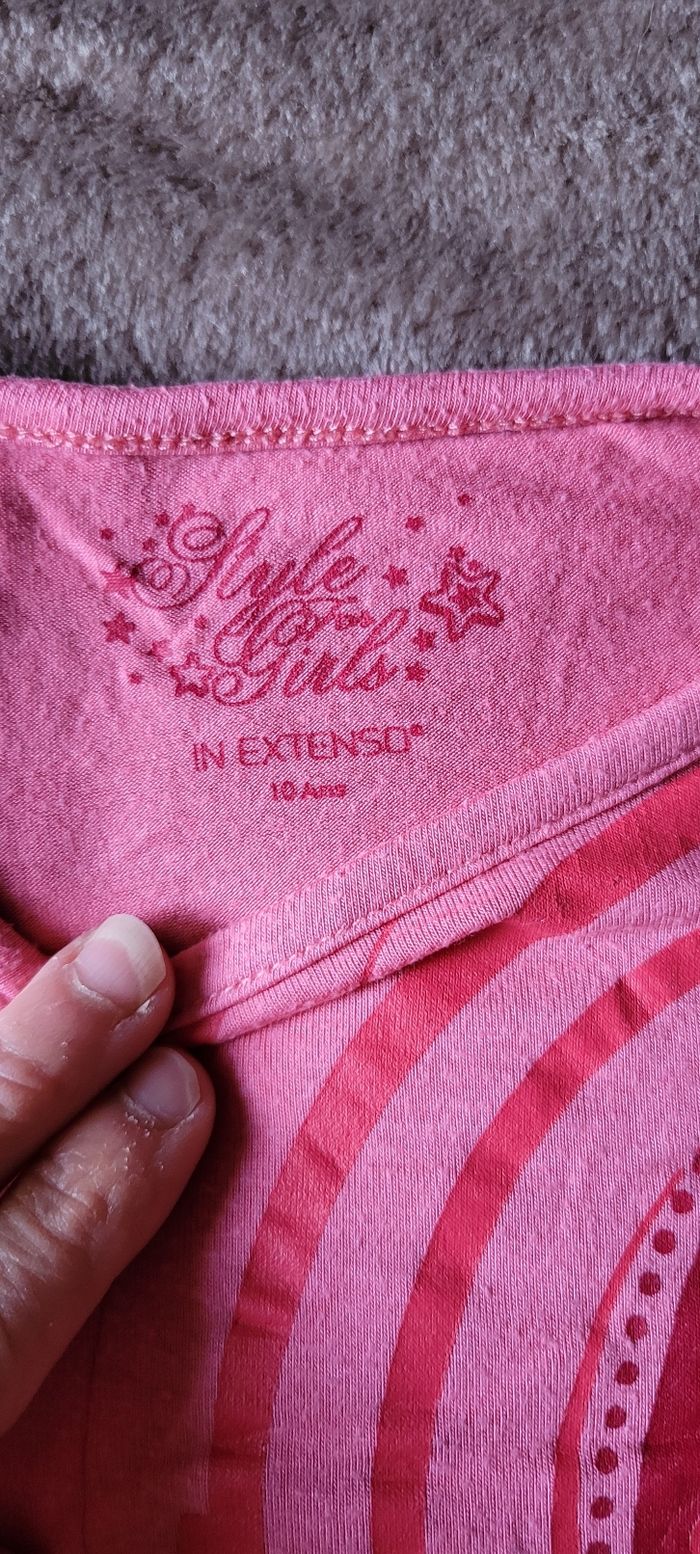 Style
For
Girls
IN EXTENSO®
10 Ans